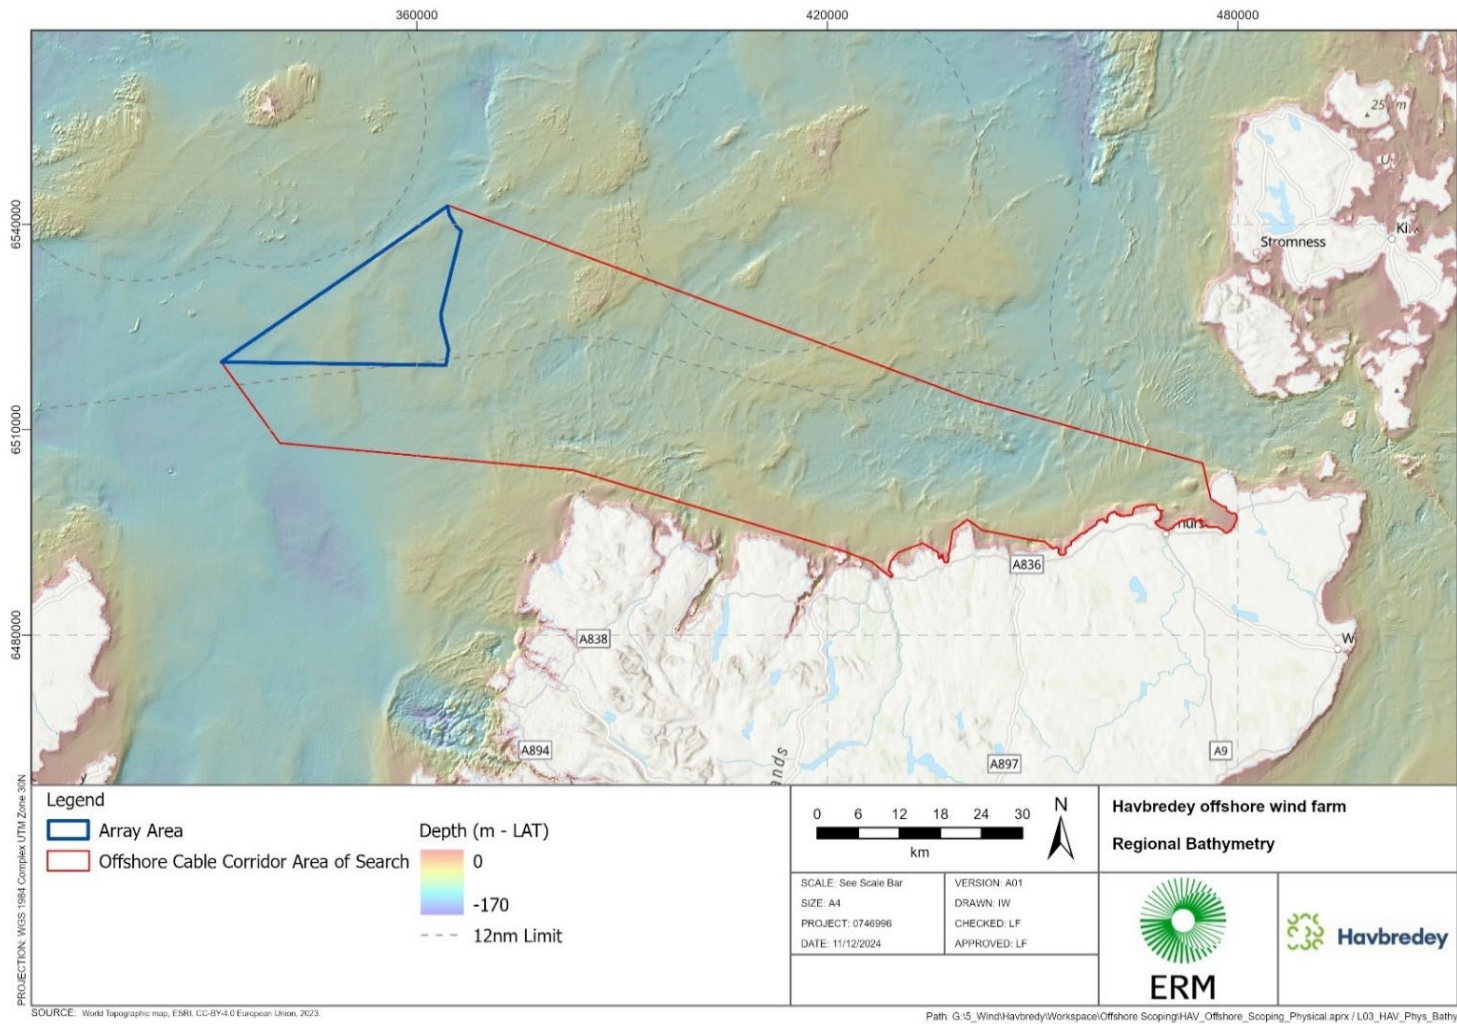 360000
420000
480000
6540000
6510000
6480000
25 m
Stromness
A836
A838
A894
A897
A9
W
ands
Legend
Array Area
Offshore Cable Corridor Area of Search
Depth (m - LAT)
0
-170
12nm Limit
0 6 12 18 24 30
km
N
SCALE: See Scale Bar
SIZE: A4
PROJECT: 0746996
DATE: 11/12/2024
VERSION: A01
DRAWN: IW
CHECKED: LF
APPROVED: LF
Havbredey offshore wind farm
Regional Bathymetry
ERM
Havbredey
PROJECTION: WGS 1984 Complex UTM Zone 30N
SOURCE: World Topographic map, ESRI. CC-BY-4.0 European Union, 2023.
Path: G:\5_Wind\Havbredy\Workspace\Offshore Scoping\HAV_Offshore_Scoping_Physical.aprx / L03_HAV_Phys_Bathy